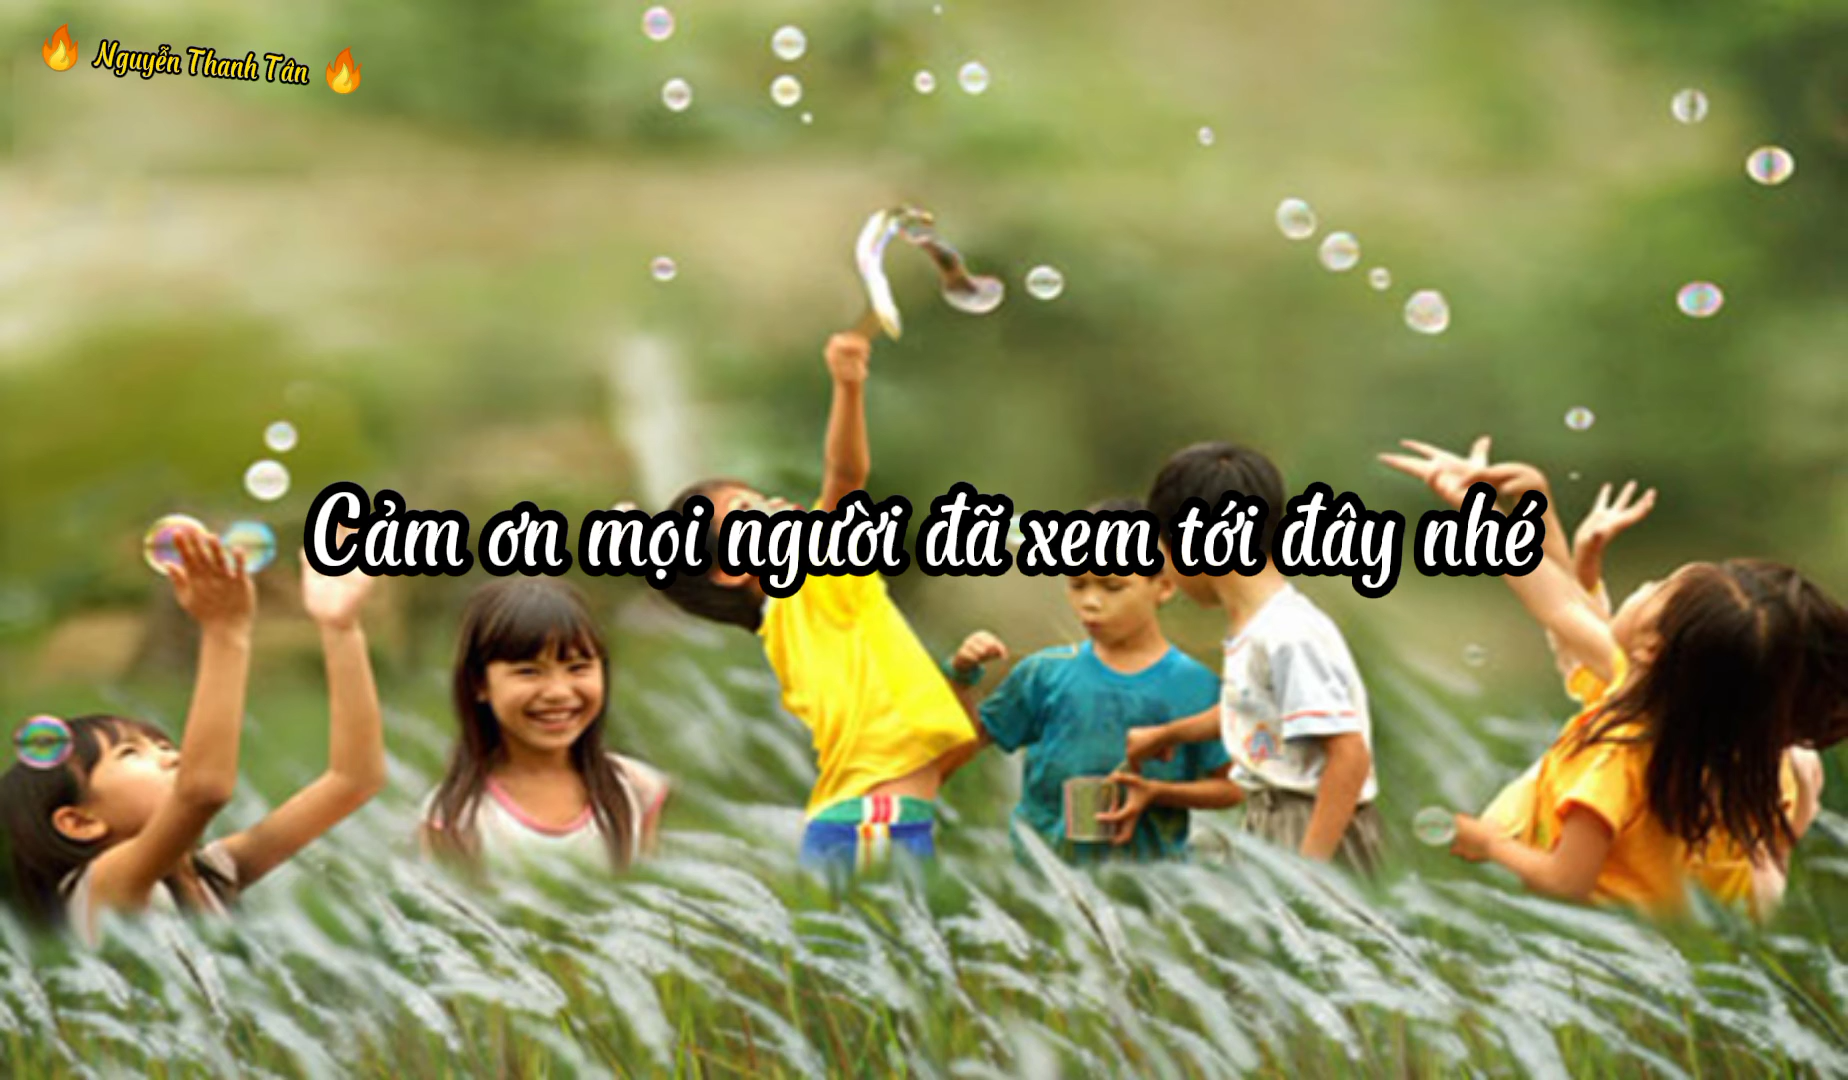 🔥 Nguyễn Thanh Tân 🔥
Cảm ơn mọi người đã xem tới đây nhé